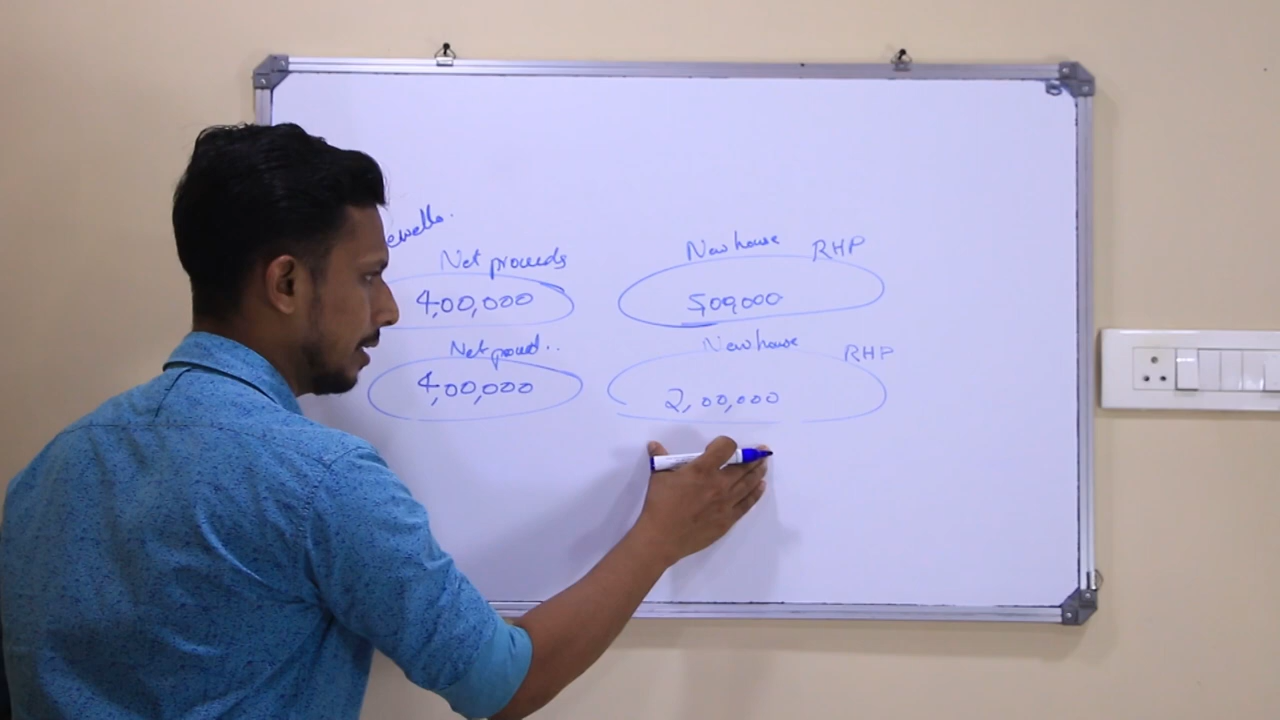 Net proceeds New house RHP
4,00,000 5,00,000
Net proceed.. New house RHP
4,00,000 2,00,000